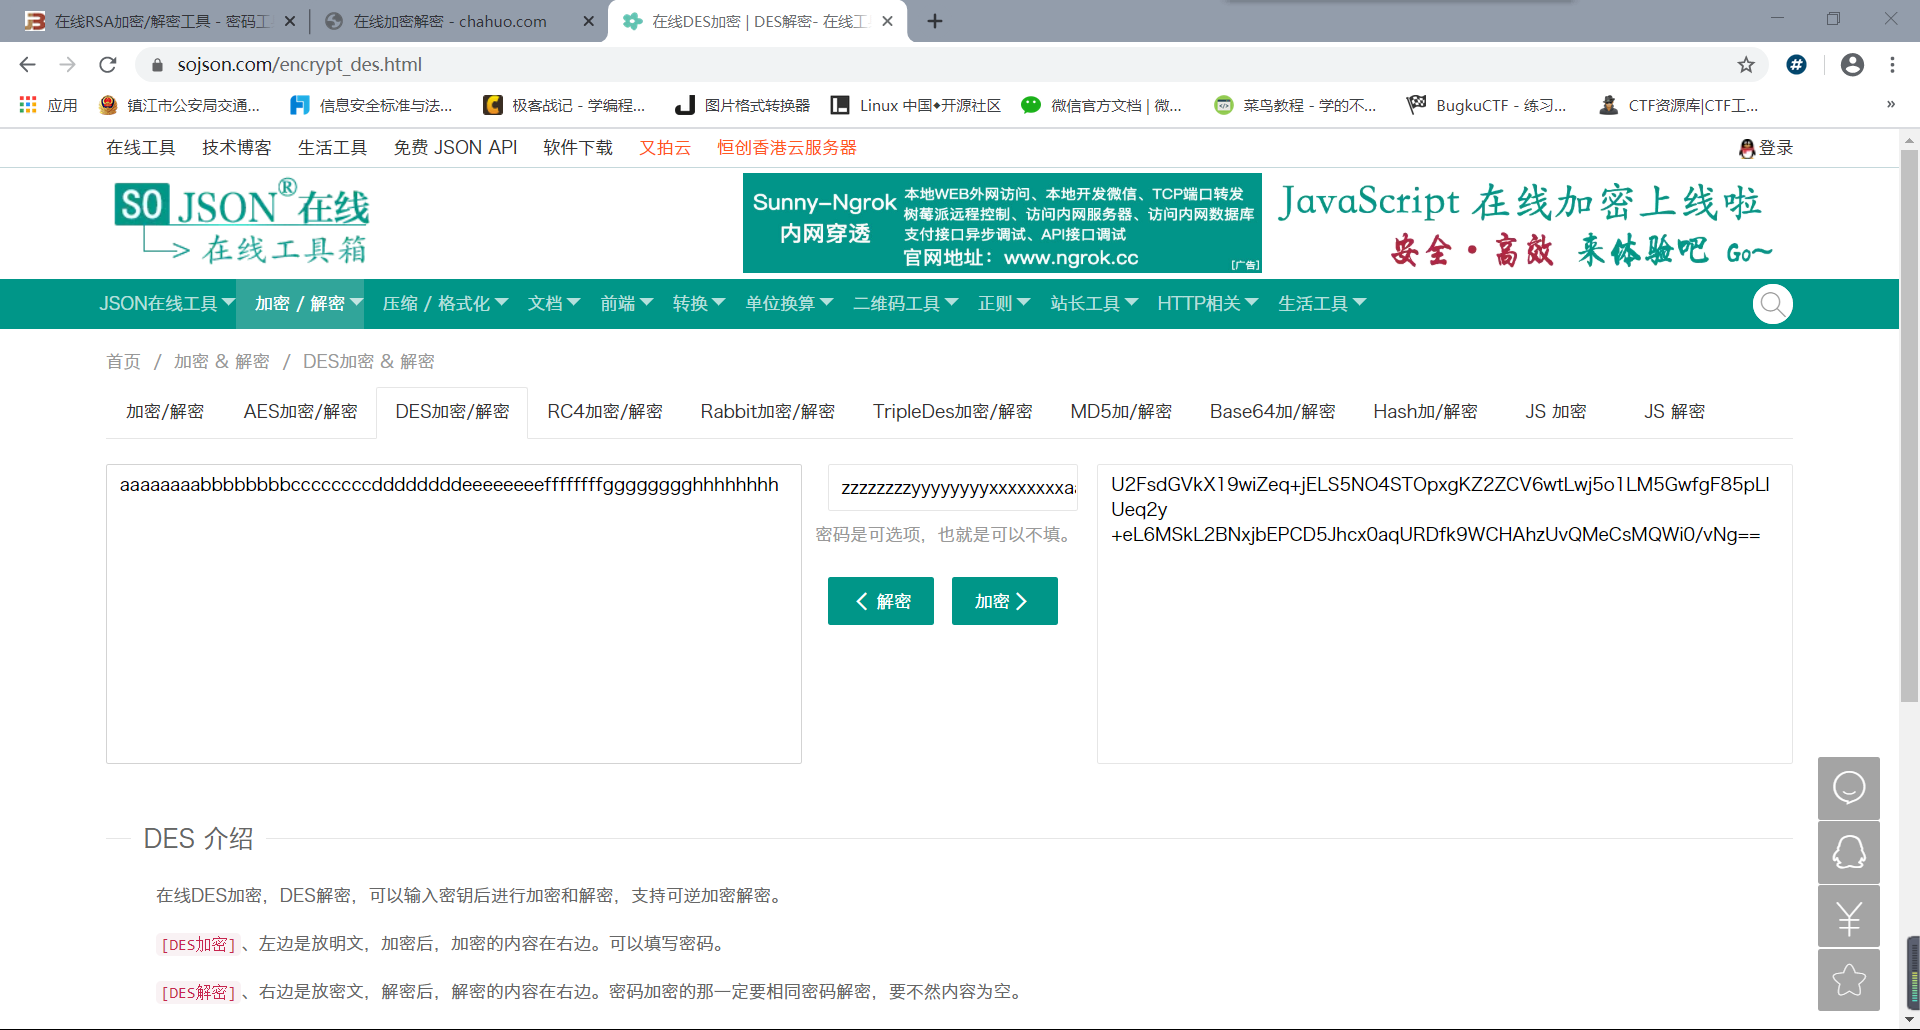 在线RSA加密/解密工具 - 密码工
在线加密解密 - chahuo.com
在线DES加密 | DES解密- 在线工
sojson.com/encrypt_des.html
应用
镇江市公安局交通...
信息安全标准与法...
极客战记 - 学编程...
图片格式转换器
Linux 中国◆开源社区
微信官方文档 | 微...
菜鸟教程 - 学的不...
BugkuCTF - 练习...
CTF资源库|CTF工...
»
在线工具 技术博客 生活工具 免费 JSON API 软件下载 又拍云 恒创香港云服务器
登录
SO JSON®在线
在线工具箱
Sunny-Ngrok
内网穿透
本地WEB外网访问、本地开发微信、TCP端口转发
树莓派远程控制、访问内网服务器、访问内网数据库
支付接口异步调试、API接口调试
官网地址：www.ngrok.cc
[广告]
JavaScript 在线加密上线啦
安全·高效 来体验吧 Go~
JSON在线工具 加密 / 解密 压缩 / 格式化 文档 前端 转换 单位换算 二维码工具 正则 站长工具 HTTP相关 生活工具
首页 / 加密 & 解密 / DES加密 & 解密
加密/解密 AES加密/解密 DES加密/解密 RC4加密/解密 Rabbit加密/解密 TripleDes加密/解密 MD5加/解密 Base64加/解密 Hash加/解密 JS 加密 JS 解密
aaaaaaaabbbbbbbbccccccccddddddddeeeeeeeeffffffffgggggggghhhhhhhh
zzzzzzzzyyyyyyyyxxxxxxxxa
密码是可选项，也就是可以不填。
解密
加密
U2FsdGVkX19wiZeq+jELS5NO4STOpxgKZ2ZCV6wtLwj5o1LM5GwfgF85pLl
Ueq2y
+eL6MSkL2BNxjbEPCD5Jhcx0aqURDfk9WCHAhzUvQMeCsMQWi0/vNg==
DES 介绍
在线DES加密，DES解密，可以输入密钥后进行加密和解密，支持可逆加密解密。
[DES加密]、左边是放明文，加密后，加密的内容在右边。可以填写密码。
[DES解密]、右边是放密文，解密后，解密的内容在右边。密码加密的那一定要相同密码解密，要不然内容为空。